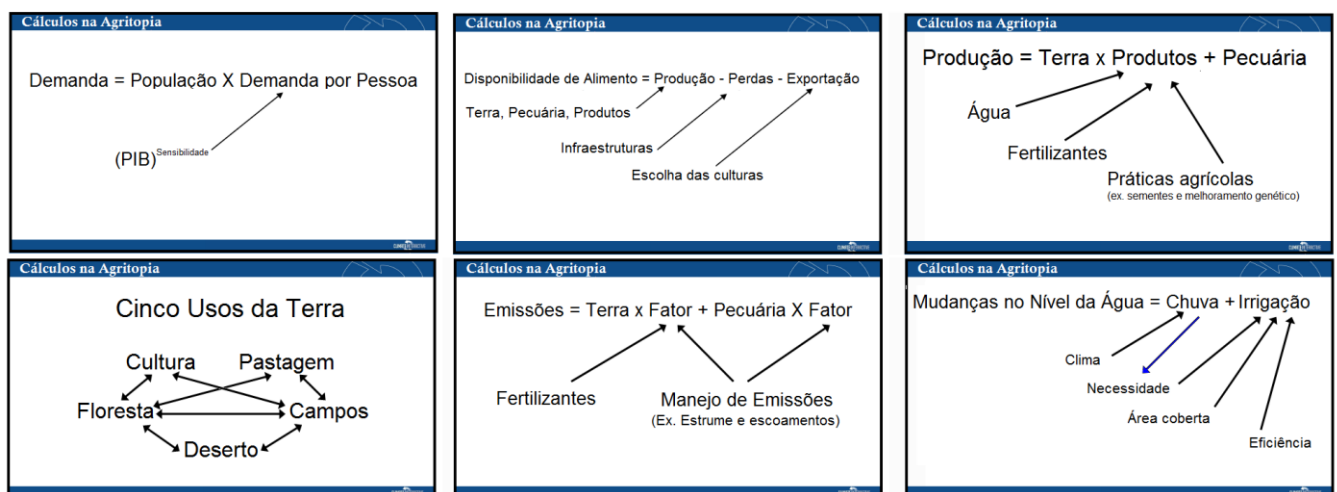 Cálculos na Agritopia
Demanda = População X Demanda por Pessoa
(PIB)^Sensibilidade
Cálculos na Agritopia
Disponibilidade de Alimento = Produção - Perdas - Exportação
Terra, Pecuária, Produtos
Infraestruturas
Escolha das culturas
Cálculos na Agritopia
Produção = Terra x Produtos + Pecuária
Água
Fertilizantes
Práticas agrícolas
(ex. sementes e melhoramento genético)
Cálculos na Agritopia
Cinco Usos da Terra
Cultura Pastagem
Floresta Campos
Deserto
Cálculos na Agritopia
Emissões = Terra x Fator + Pecuária X Fator
Fertilizantes
Manejo de Emissões
(Ex. Estrume e escoamentos)
Cálculos na Agritopia
Mudanças no Nível da Água = Chuva + Irrigação
Clima
Necessidade
Área coberta
Eficiência